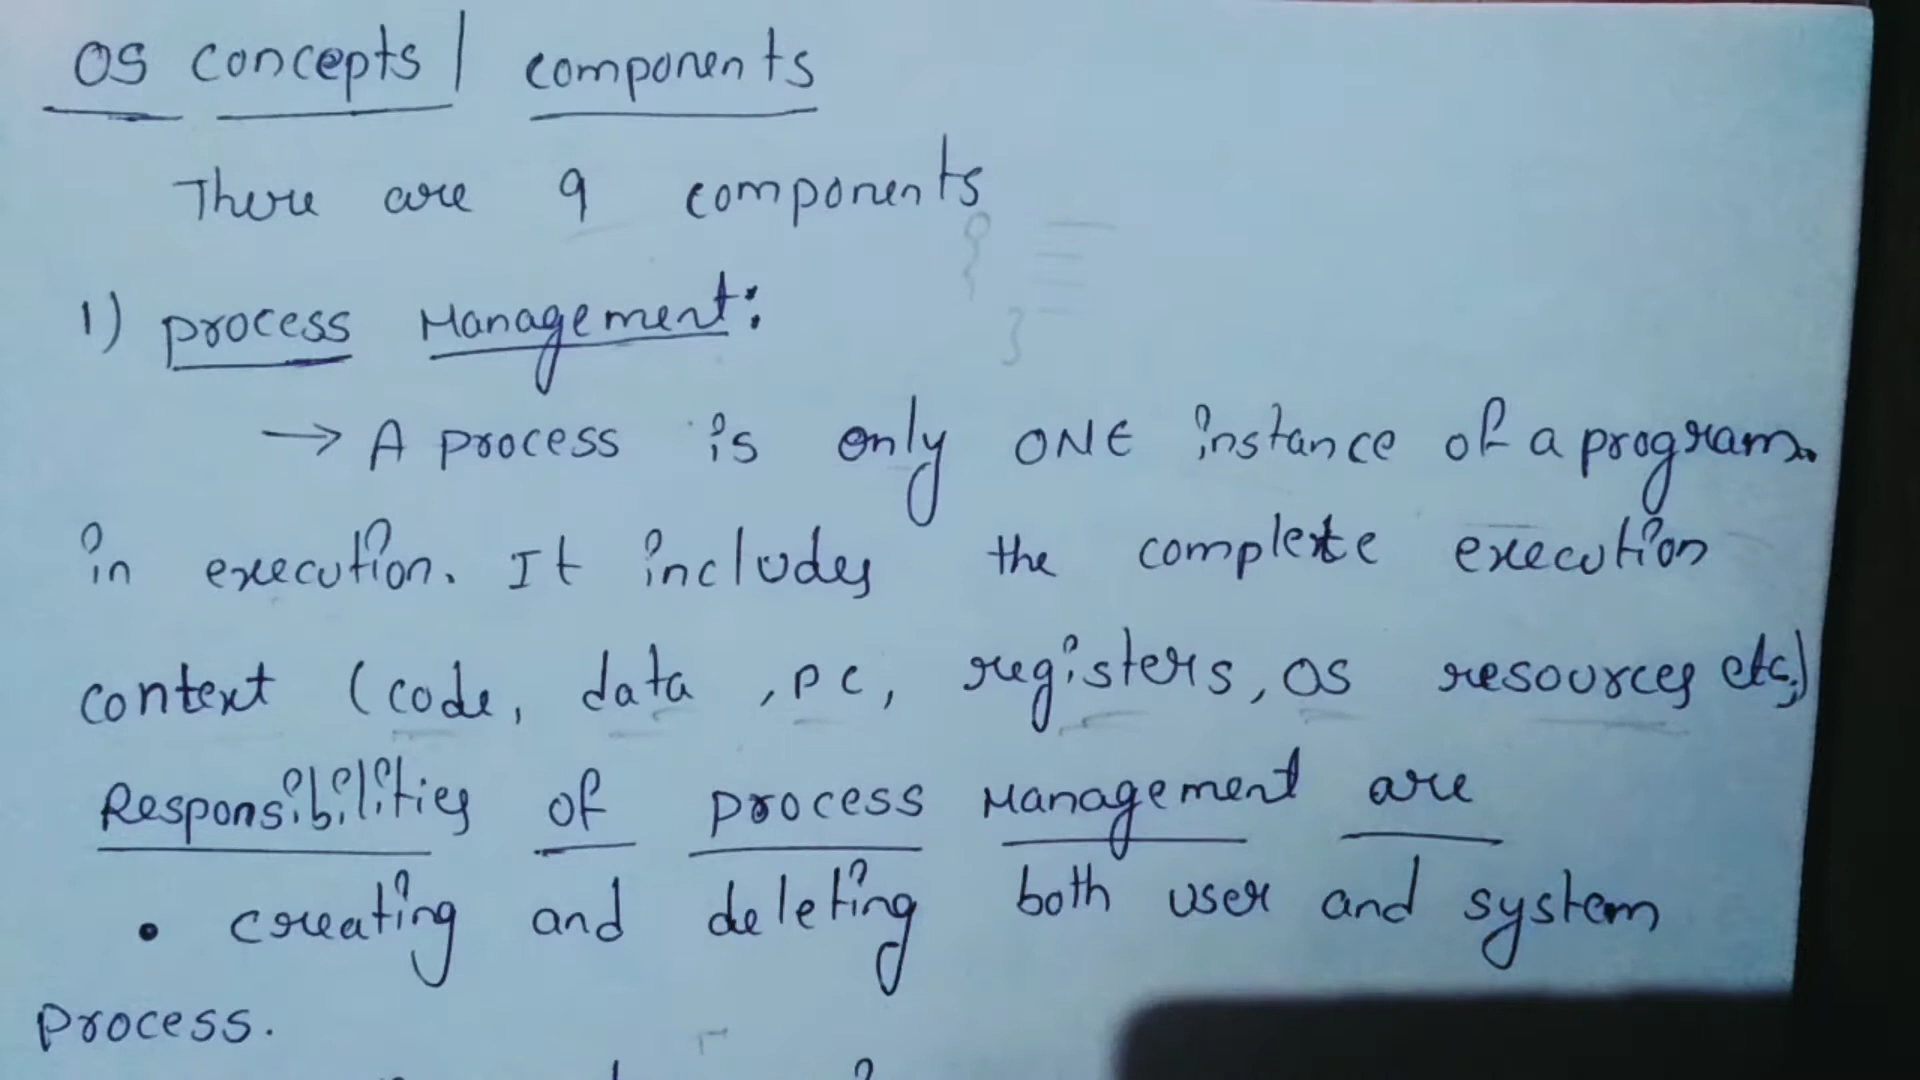 OS concepts | components
There are 9 components
1) process Management:
→ A process is only ONE instance of a program
in execution. It includes the complete execution
context (code, data, PC, registers, OS resources etc.)
Responsibilities of process Management are
• creating and deleting both user and system
process.